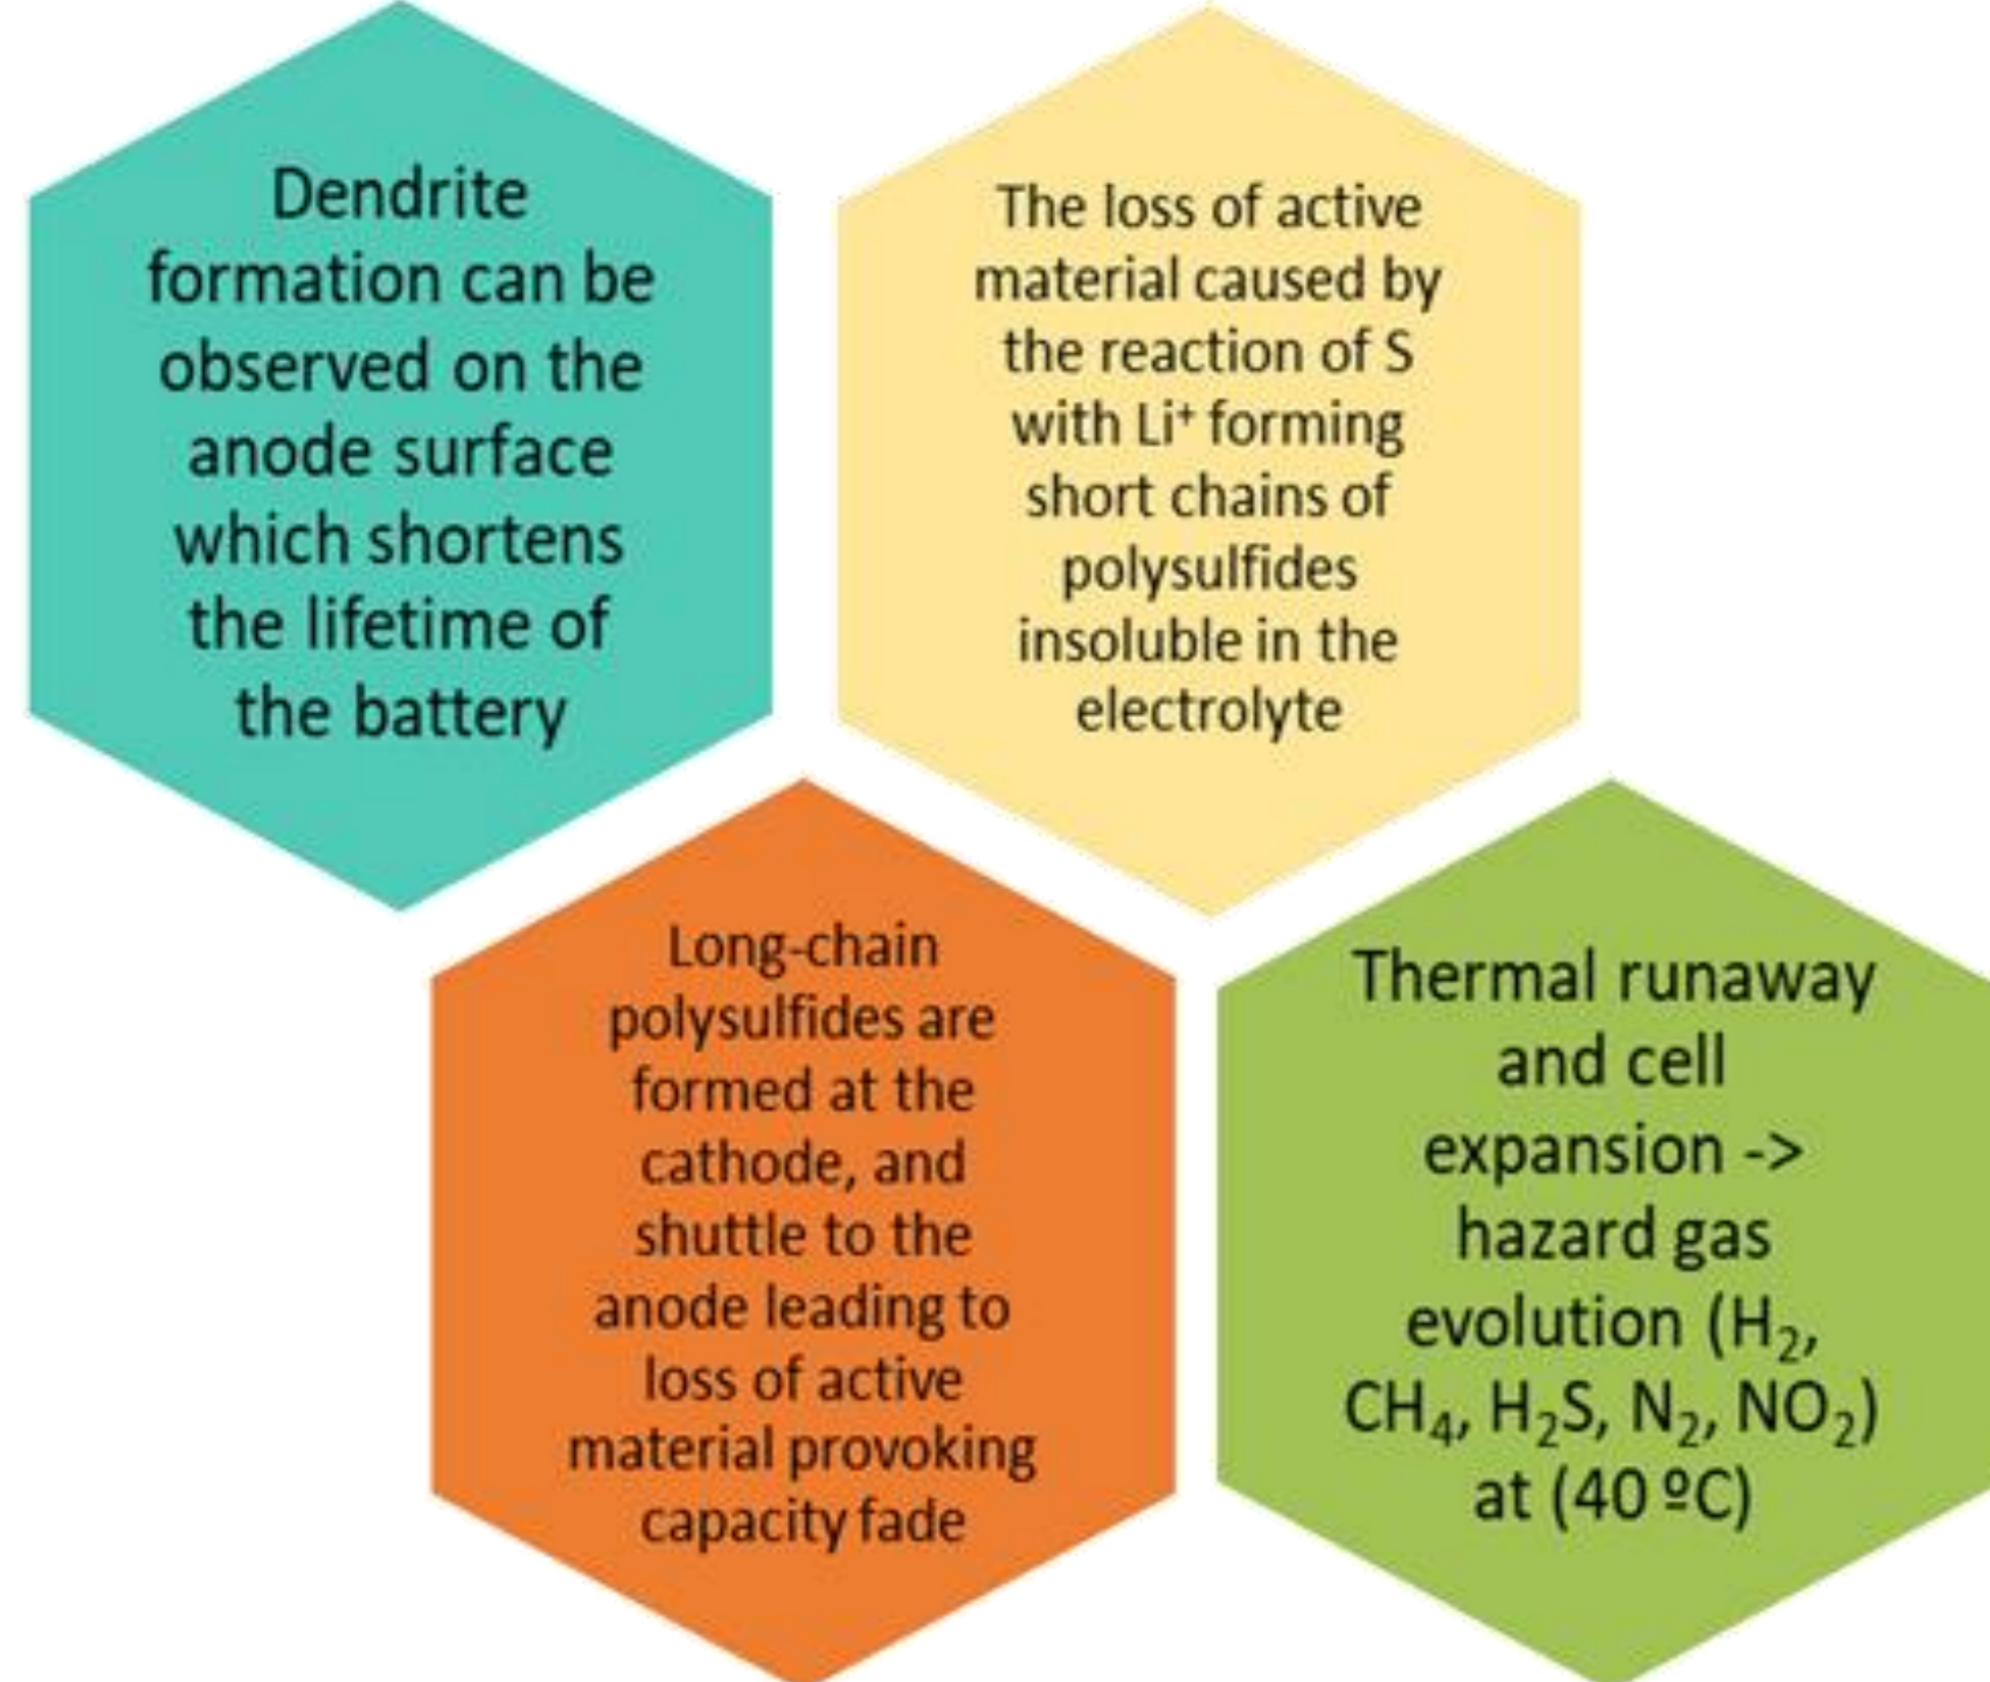 Dendrite
formation can be
observed on the
anode surface
which shortens
the lifetime of
the battery
The loss of active
material caused by
the reaction of S
with Li⁺ forming
short chains of
polysulfides
insoluble in the
electrolyte
Long-chain
polysulfides are
formed at the
cathode, and
shuttle to the
anode leading to
loss of active
material provoking
capacity fade
Thermal runaway
and cell
expansion ->
hazard gas
evolution (H₂,
CH₄, H₂S, N₂, NO₂)
at (40 ºC)